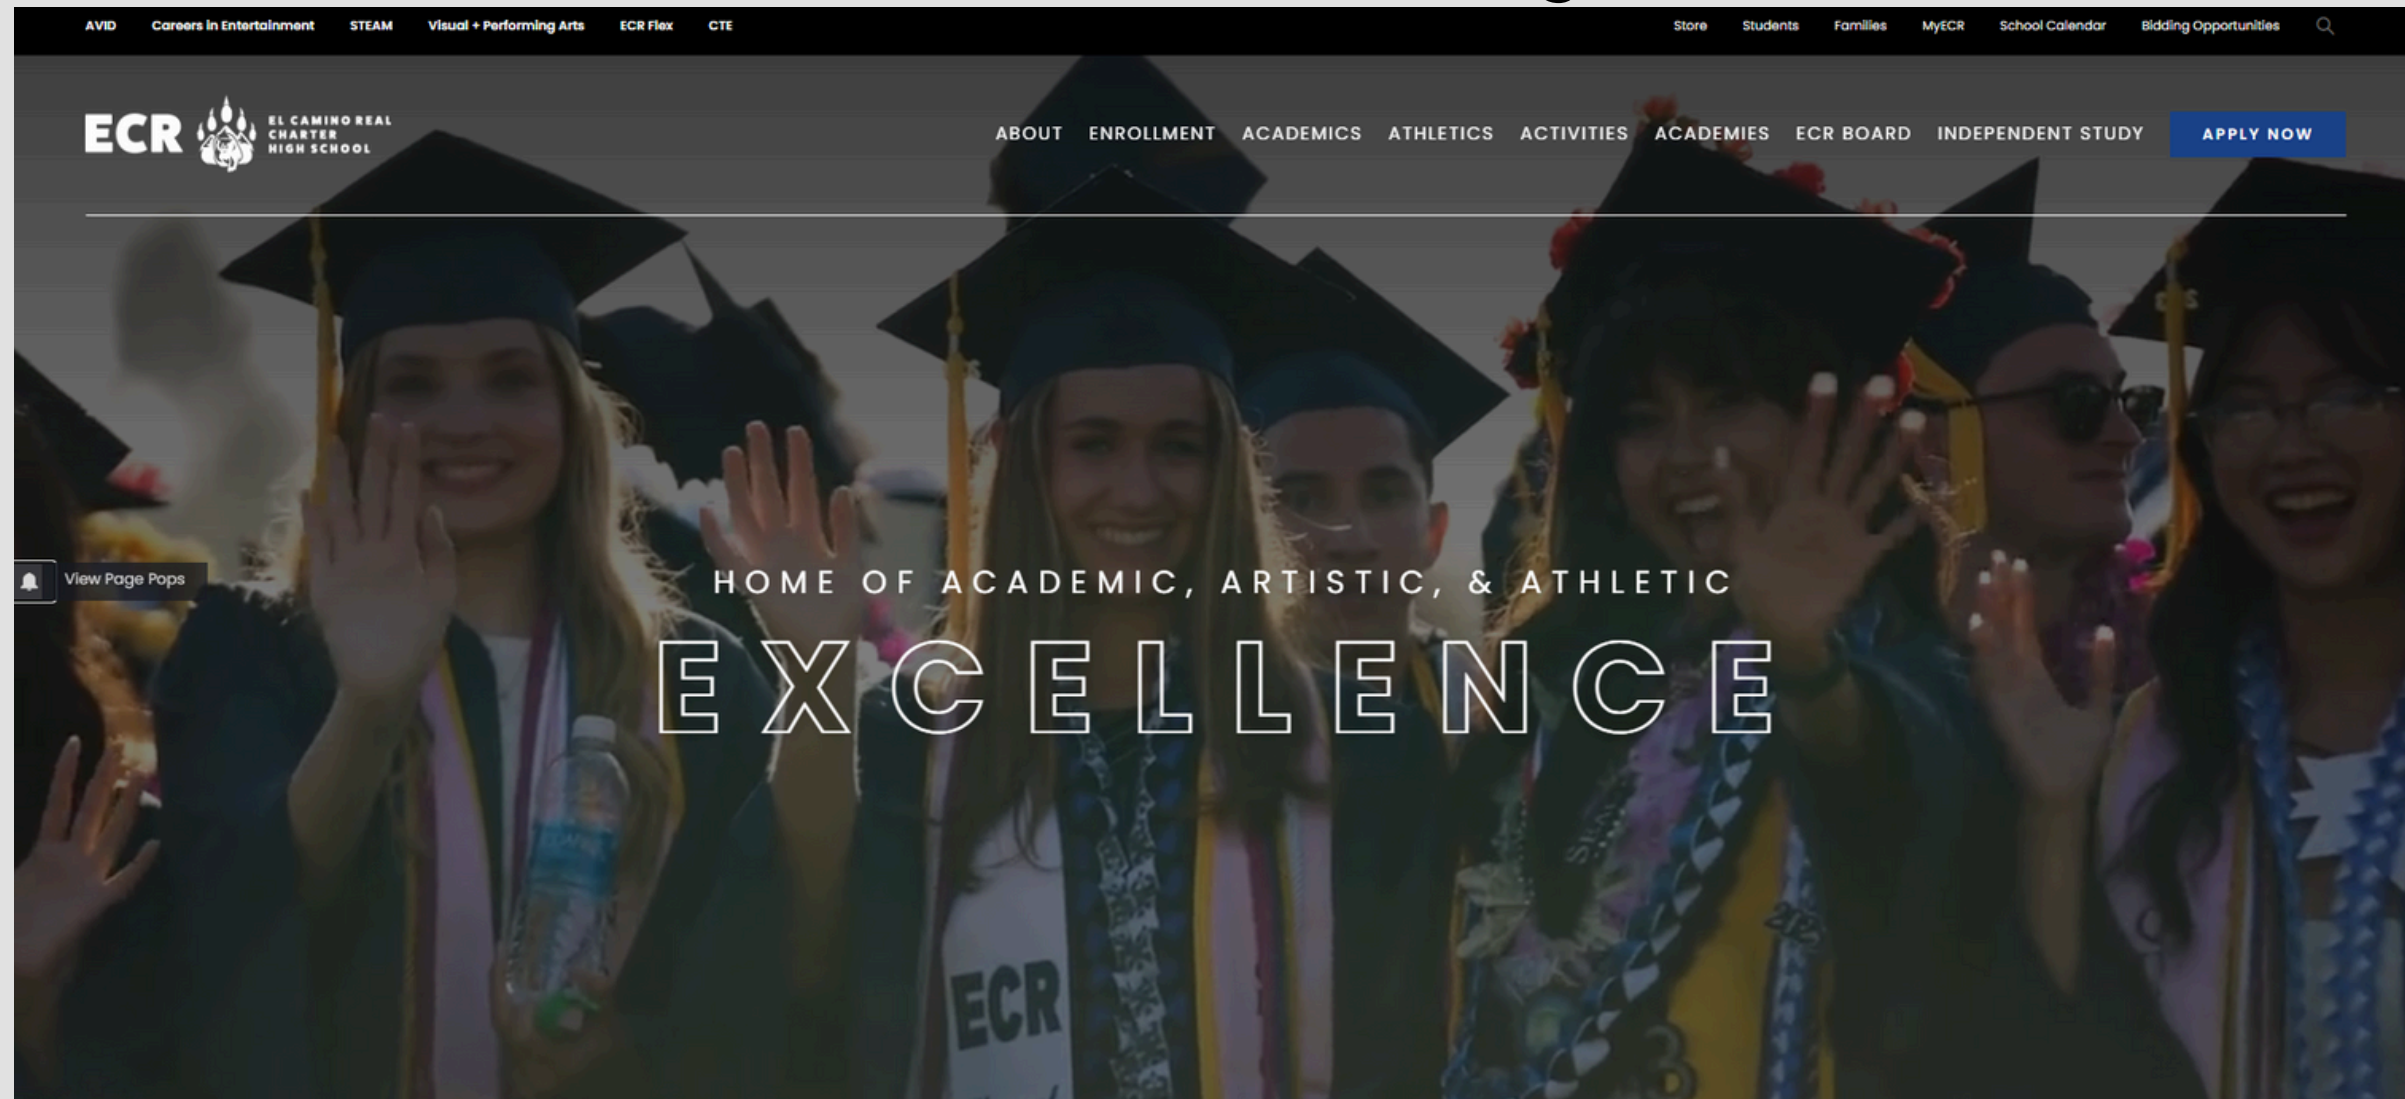 AVID Careers in Entertainment STEAM Visual + Performing Arts ECR Flex CTE Store Students Families MyECR School Calendar Bidding Opportunities
ECR EL CAMINO REAL
CHARTER
HIGH SCHOOL
ABOUT ENROLLMENT ACADEMICS ATHLETICS ACTIVITIES ACADEMIES ECR BOARD INDEPENDENT STUDY APPLY NOW
View Page Pops
HOME OF ACADEMIC, ARTISTIC, & ATHLETIC
EXCELLENCE
ECR